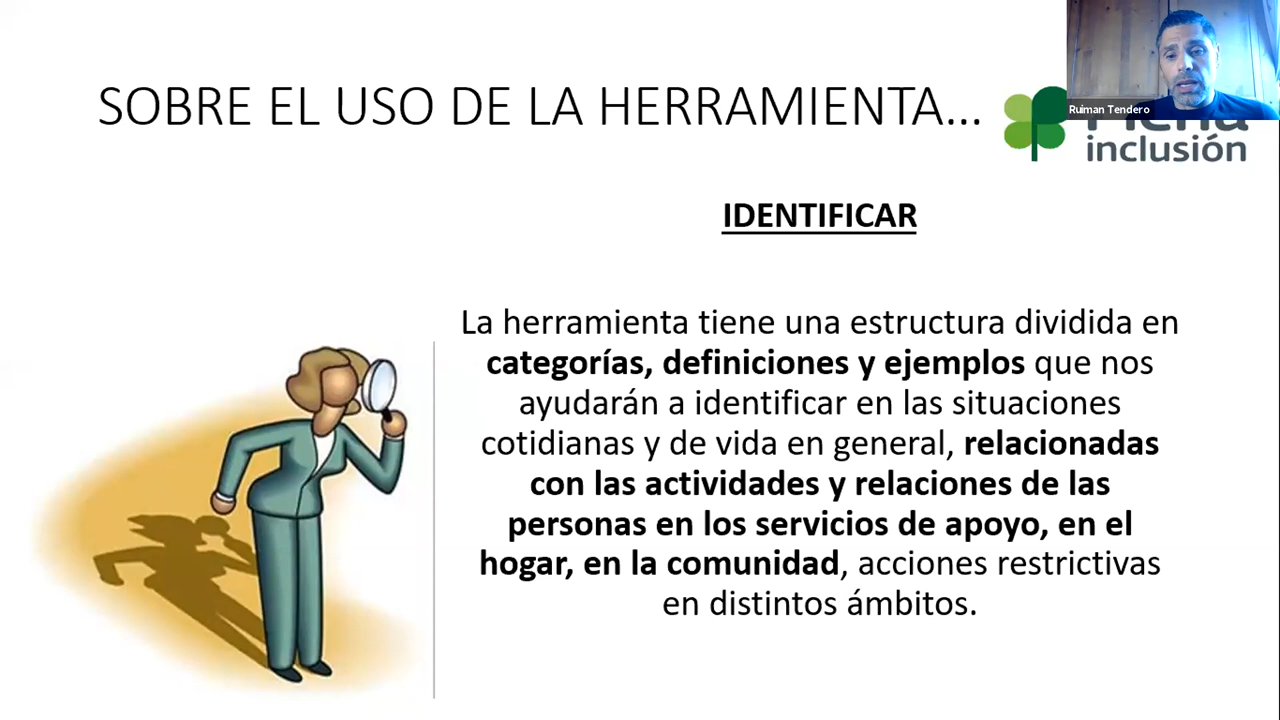 SOBRE EL USO DE LA HERRAMIENTA...
Ruiman Tendero
inclusión
IDENTIFICAR
La herramienta tiene una estructura dividida en
categorías, definiciones y ejemplos que nos
ayudarán a identificar en las situaciones
cotidianas y de vida en general, relacionadas
con las actividades y relaciones de las
personas en los servicios de apoyo, en el
hogar, en la comunidad, acciones restrictivas
en distintos ámbitos.